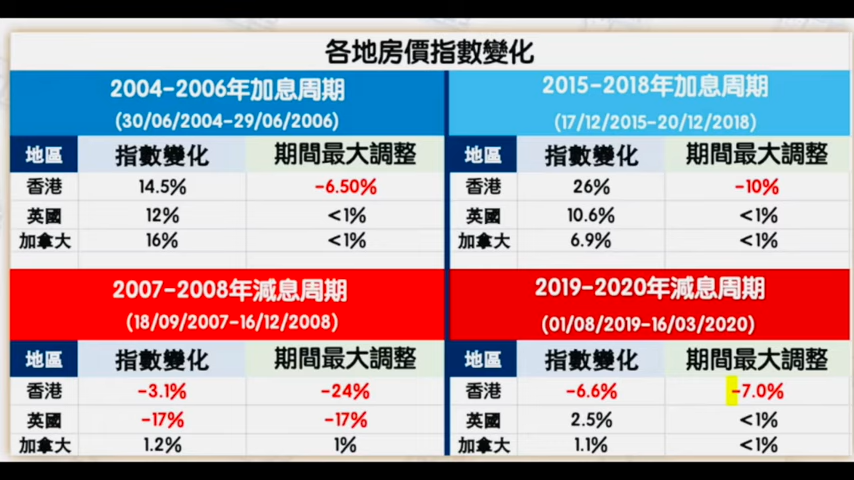 各地房價指數變化
2004-2006年加息周期
(30/06/2004-29/06/2006)
地區 指數變化 期間最大調整
香港 14.5% -6.50%
英國 12% <1%
加拿大 16% <1%
2015-2018年加息周期
(17/12/2015-20/12/2018)
地區 指數變化 期間最大調整
香港 26% -10%
英國 10.6% <1%
加拿大 6.9% <1%
2007-2008年減息周期
(18/09/2007-16/12/2008)
地區 指數變化 期間最大調整
香港 -3.1% -24%
英國 -17% -17%
加拿大 1.2% 1%
2019-2020年減息周期
(01/08/2019-16/03/2020)
地區 指數變化 期間最大調整
香港 -6.6% -7.0%
英國 2.5% <1%
加拿大 1.1% <1%